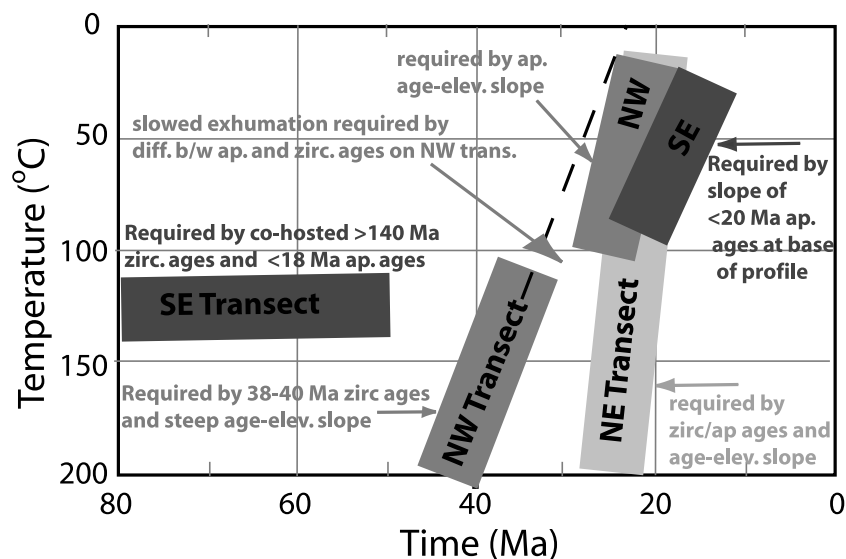 0
50
100
150
200
80
60
40
20
0
Temperature (°C)
Time (Ma)
required by ap.
age-elev. slope
slowed exhumation required by
diff. b/w ap. and zirc. ages on NW trans.
NW
SE
Required by
slope of
<20 Ma ap.
ages at base
of profile
Required by co-hosted >140 Ma
zirc. ages and <18 Ma ap. ages
SE Transect
NW Transect
NE Transect
Required by 38-40 Ma zirc ages
and steep age-elev. slope
required by
zirc/ap ages and
age-elev. slope